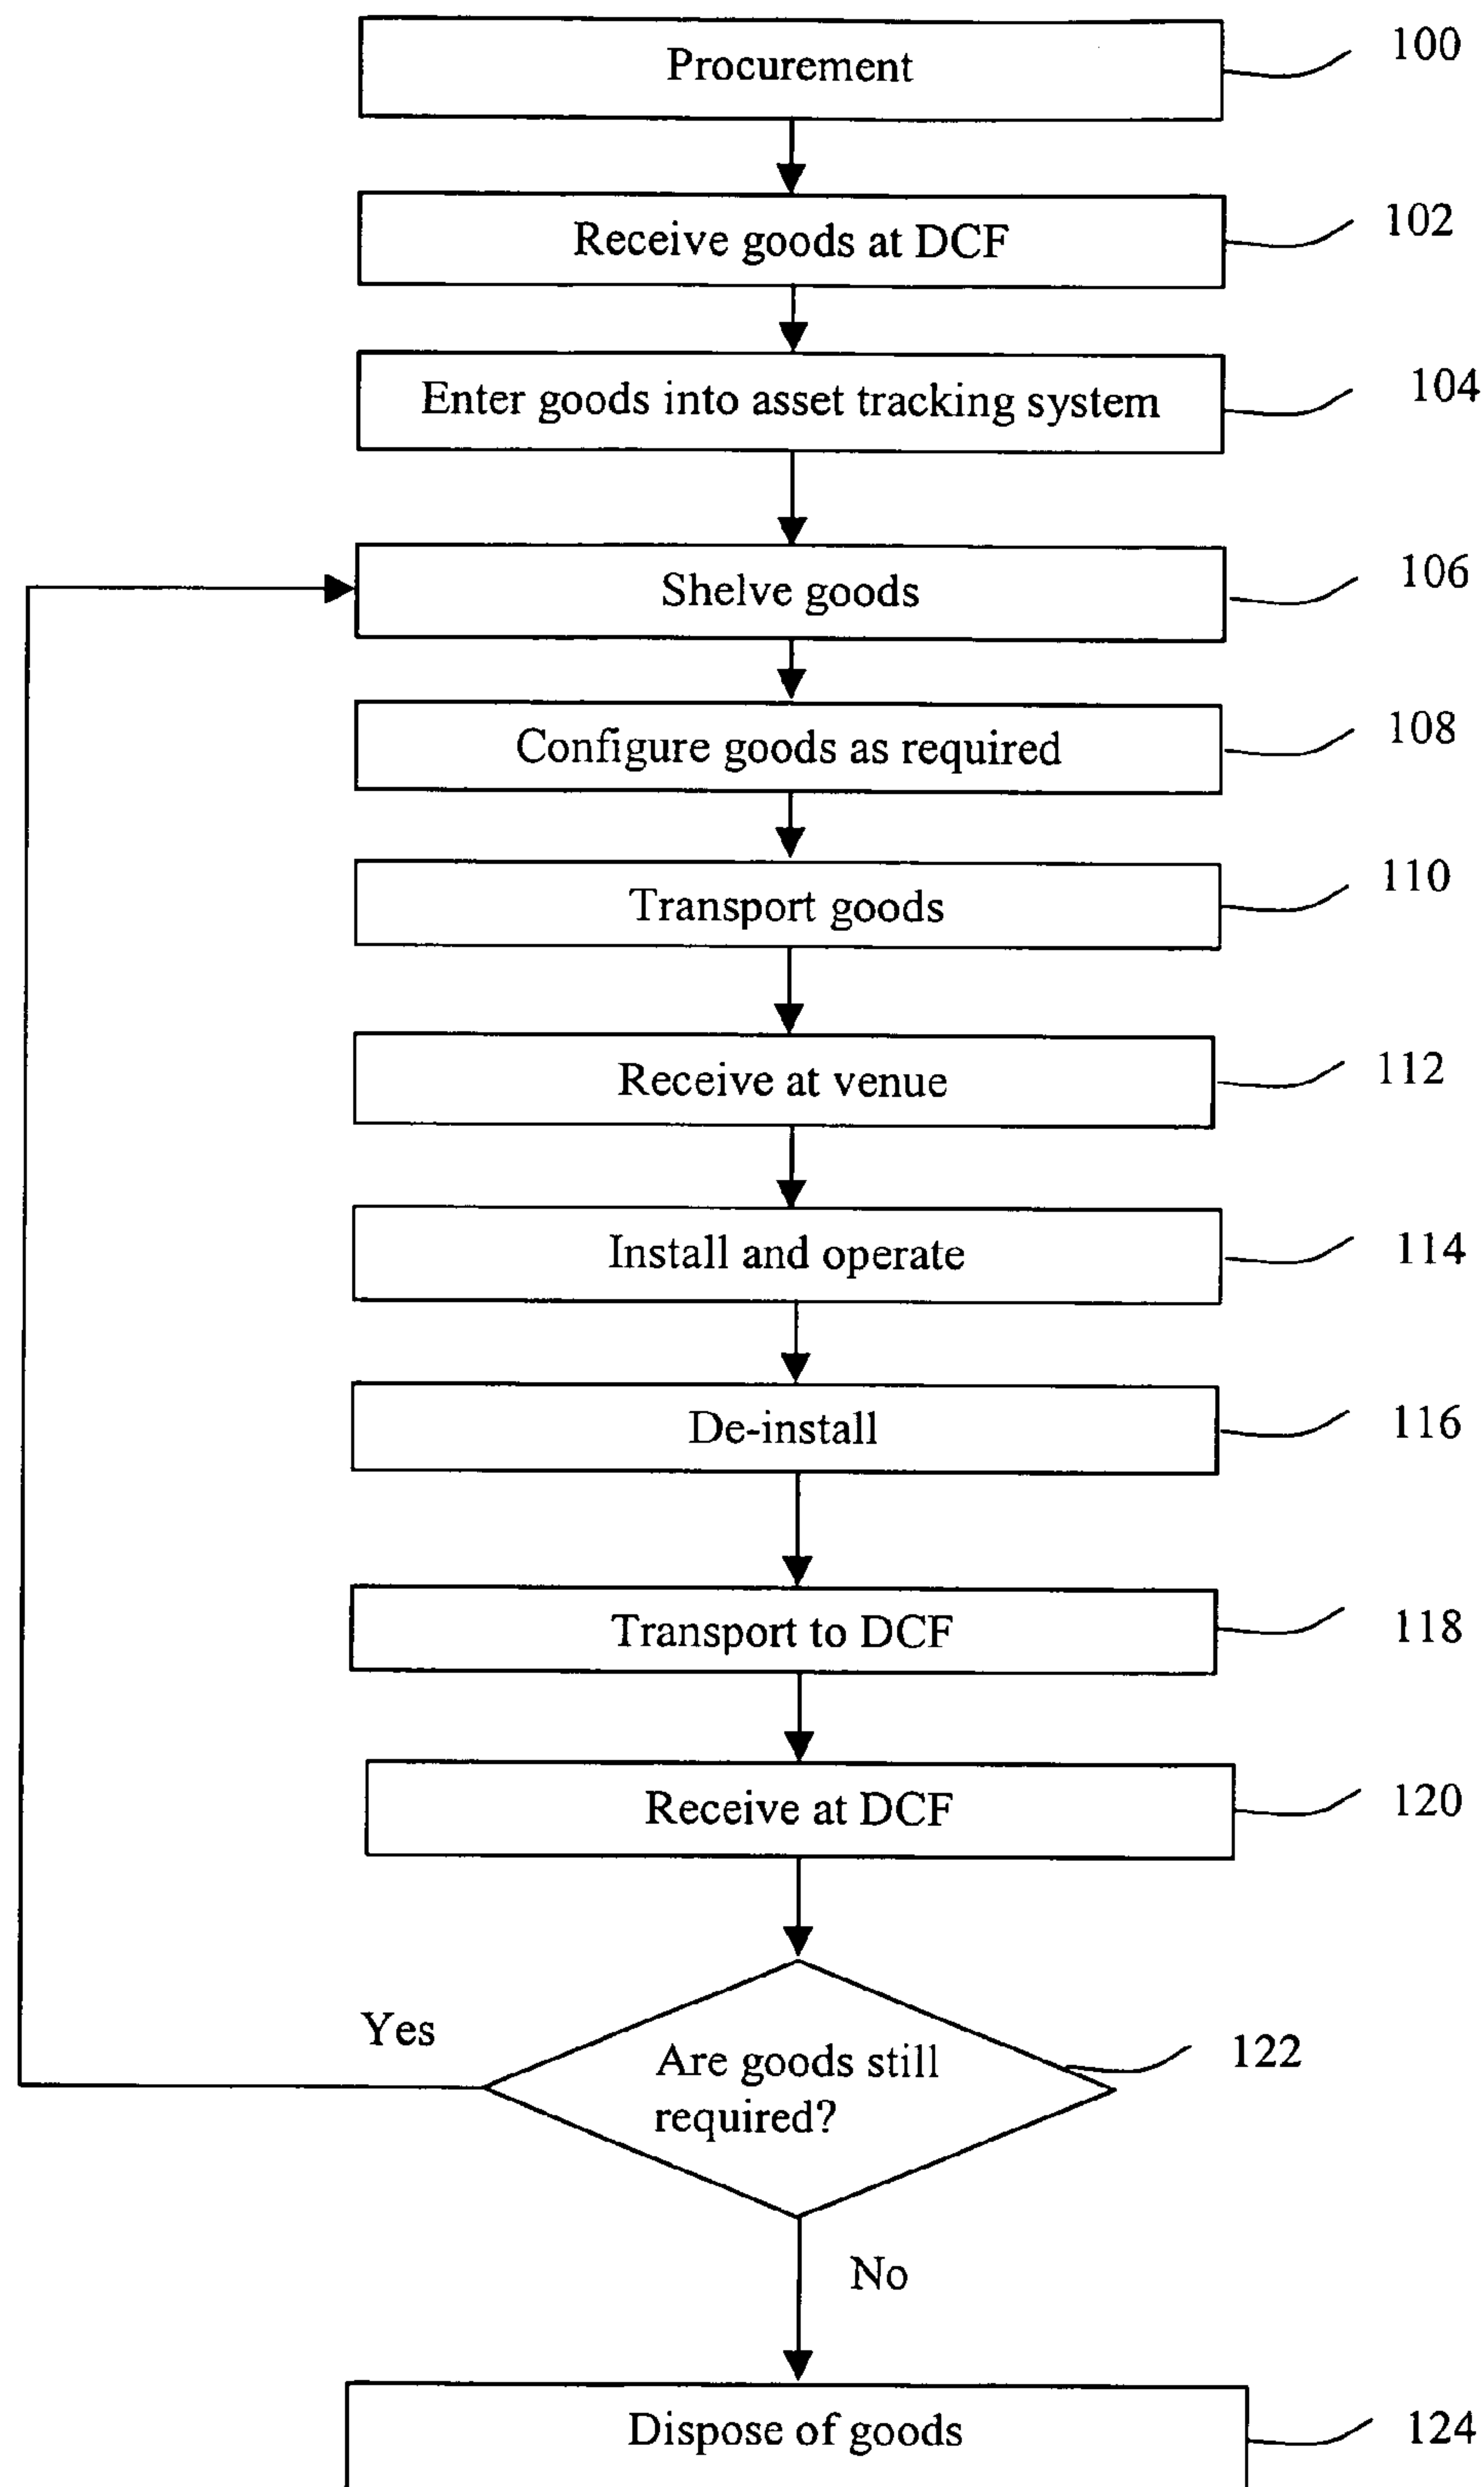 Procurement
100
Receive goods at DCF
102
Enter goods into asset tracking system
104
Shelve goods
106
Configure goods as required
108
Transport goods
110
Receive at venue
112
Install and operate
114
De-install
116
Transport to DCF
118
Receive at DCF
120
Yes
Are goods still
required?
122
No
Dispose of goods
124